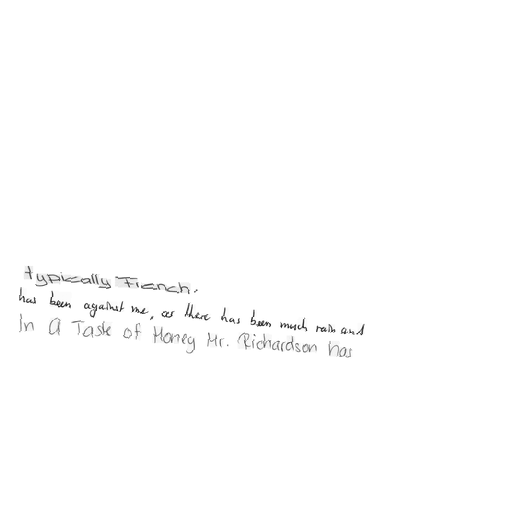 typically French.
has been against me, as there has been much rain and
In A Taste of Honey Mr. Richardson has